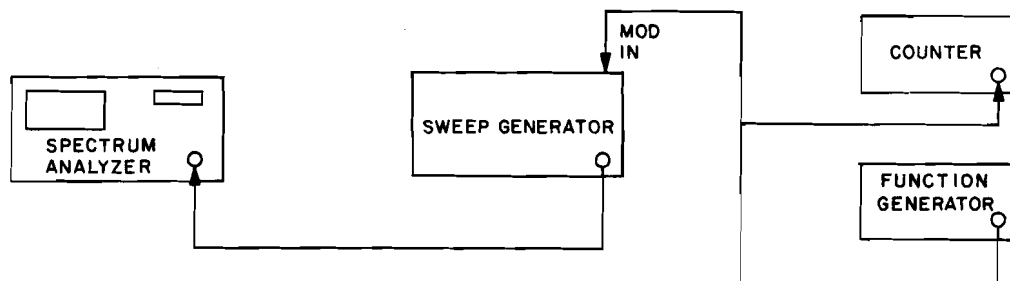 MOD
IN
COUNTER
SWEEP GENERATOR
SPECTRUM
ANALYZER
FUNCTION
GENERATOR